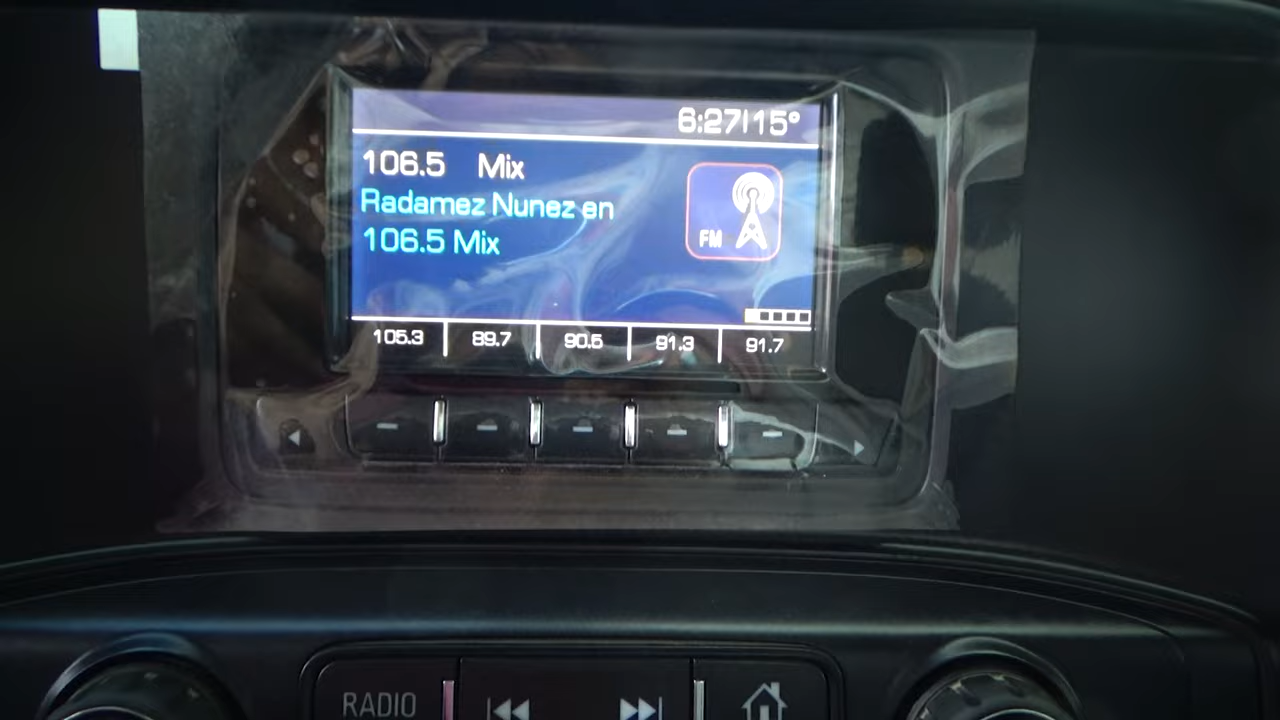 6:27|15°
106.5 Mix
Radamez Nunez en
106.5 Mix
FM
105.3 89.7 90.5 91.3 91.7
RADIO